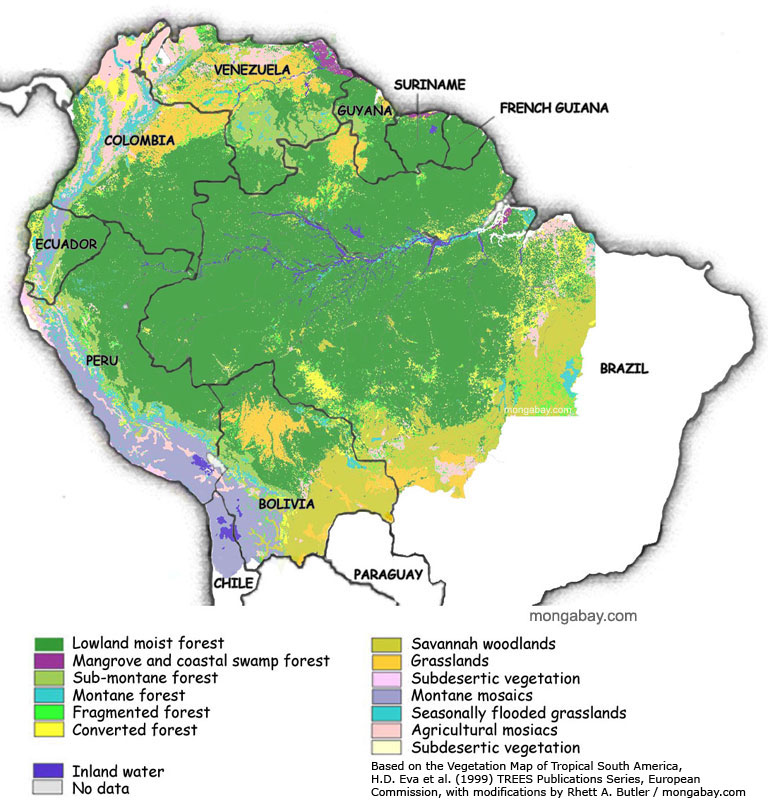 VENEZUELA
SURINAME
GUYANA
FRENCH GUIANA
COLOMBIA
ECUADOR
PERU
BRAZIL
mongabay.com
BOLIVIA
CHILE
PARAGUAY
mongabay.com
Lowland moist forest
Mangrove and coastal swamp forest
Sub-montane forest
Montane forest
Fragmented forest
Converted forest
Inland water
No data
Savannah woodlands
Grasslands
Subdesertic vegetation
Montane mosaics
Seasonally flooded grasslands
Agricultural mosiacs
Subdesertic vegetation
Based on the Vegetation Map of Tropical South America,
H.D. Eva et al. (1999) TREES Publications Series, European
Commission, with modifications by Rhett A. Butler / mongabay.com